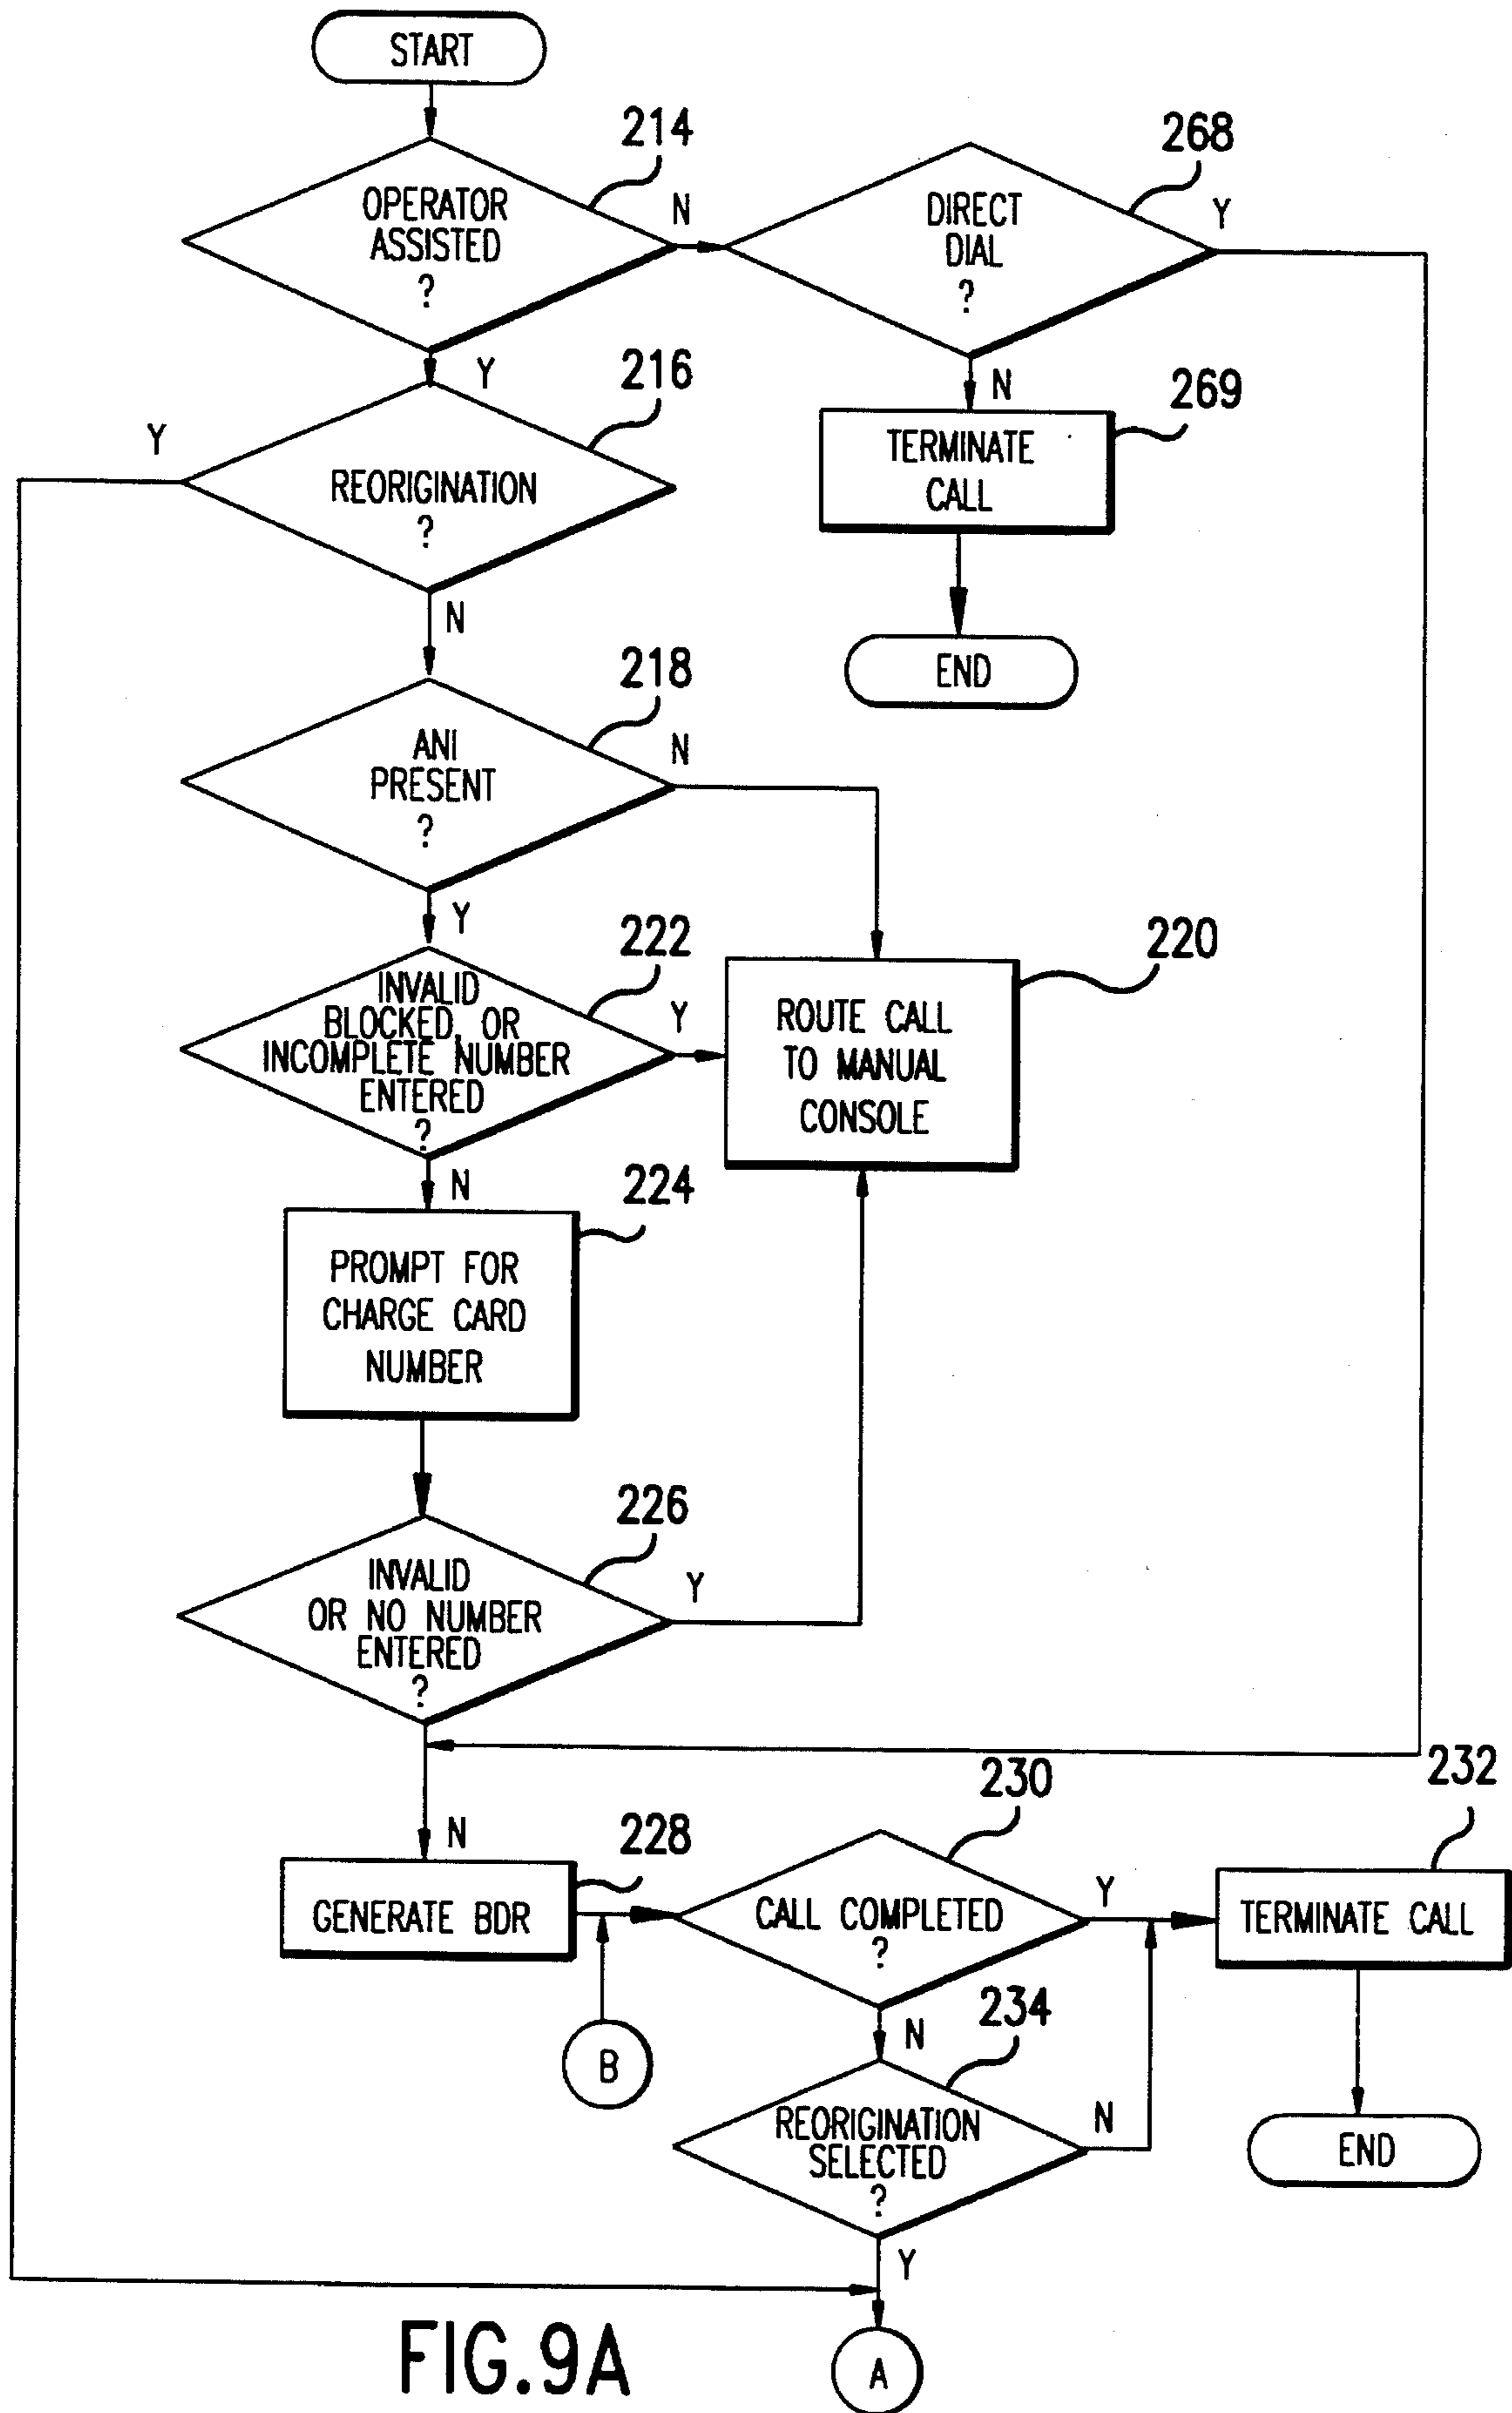 START
214
OPERATOR
ASSISTED
?
N
Y
268
DIRECT
DIAL
?
Y
N
216
REORIGINATION
?
Y
N
269
TERMINATE
CALL
END
218
ANI
PRESENT
?
N
Y
222
INVALID
BLOCKED, OR
INCOMPLETE NUMBER
ENTERED
?
Y
N
220
ROUTE CALL
TO MANUAL
CONSOLE
224
PROMPT FOR
CHARGE CARD
NUMBER
226
INVALID
OR NO NUMBER
ENTERED
?
Y
N
228
GENERATE BDR
230
CALL COMPLETED
?
Y
N
232
TERMINATE CALL
B
234
REORIGINATION
SELECTED
?
N
Y
END
A
FIG.9A